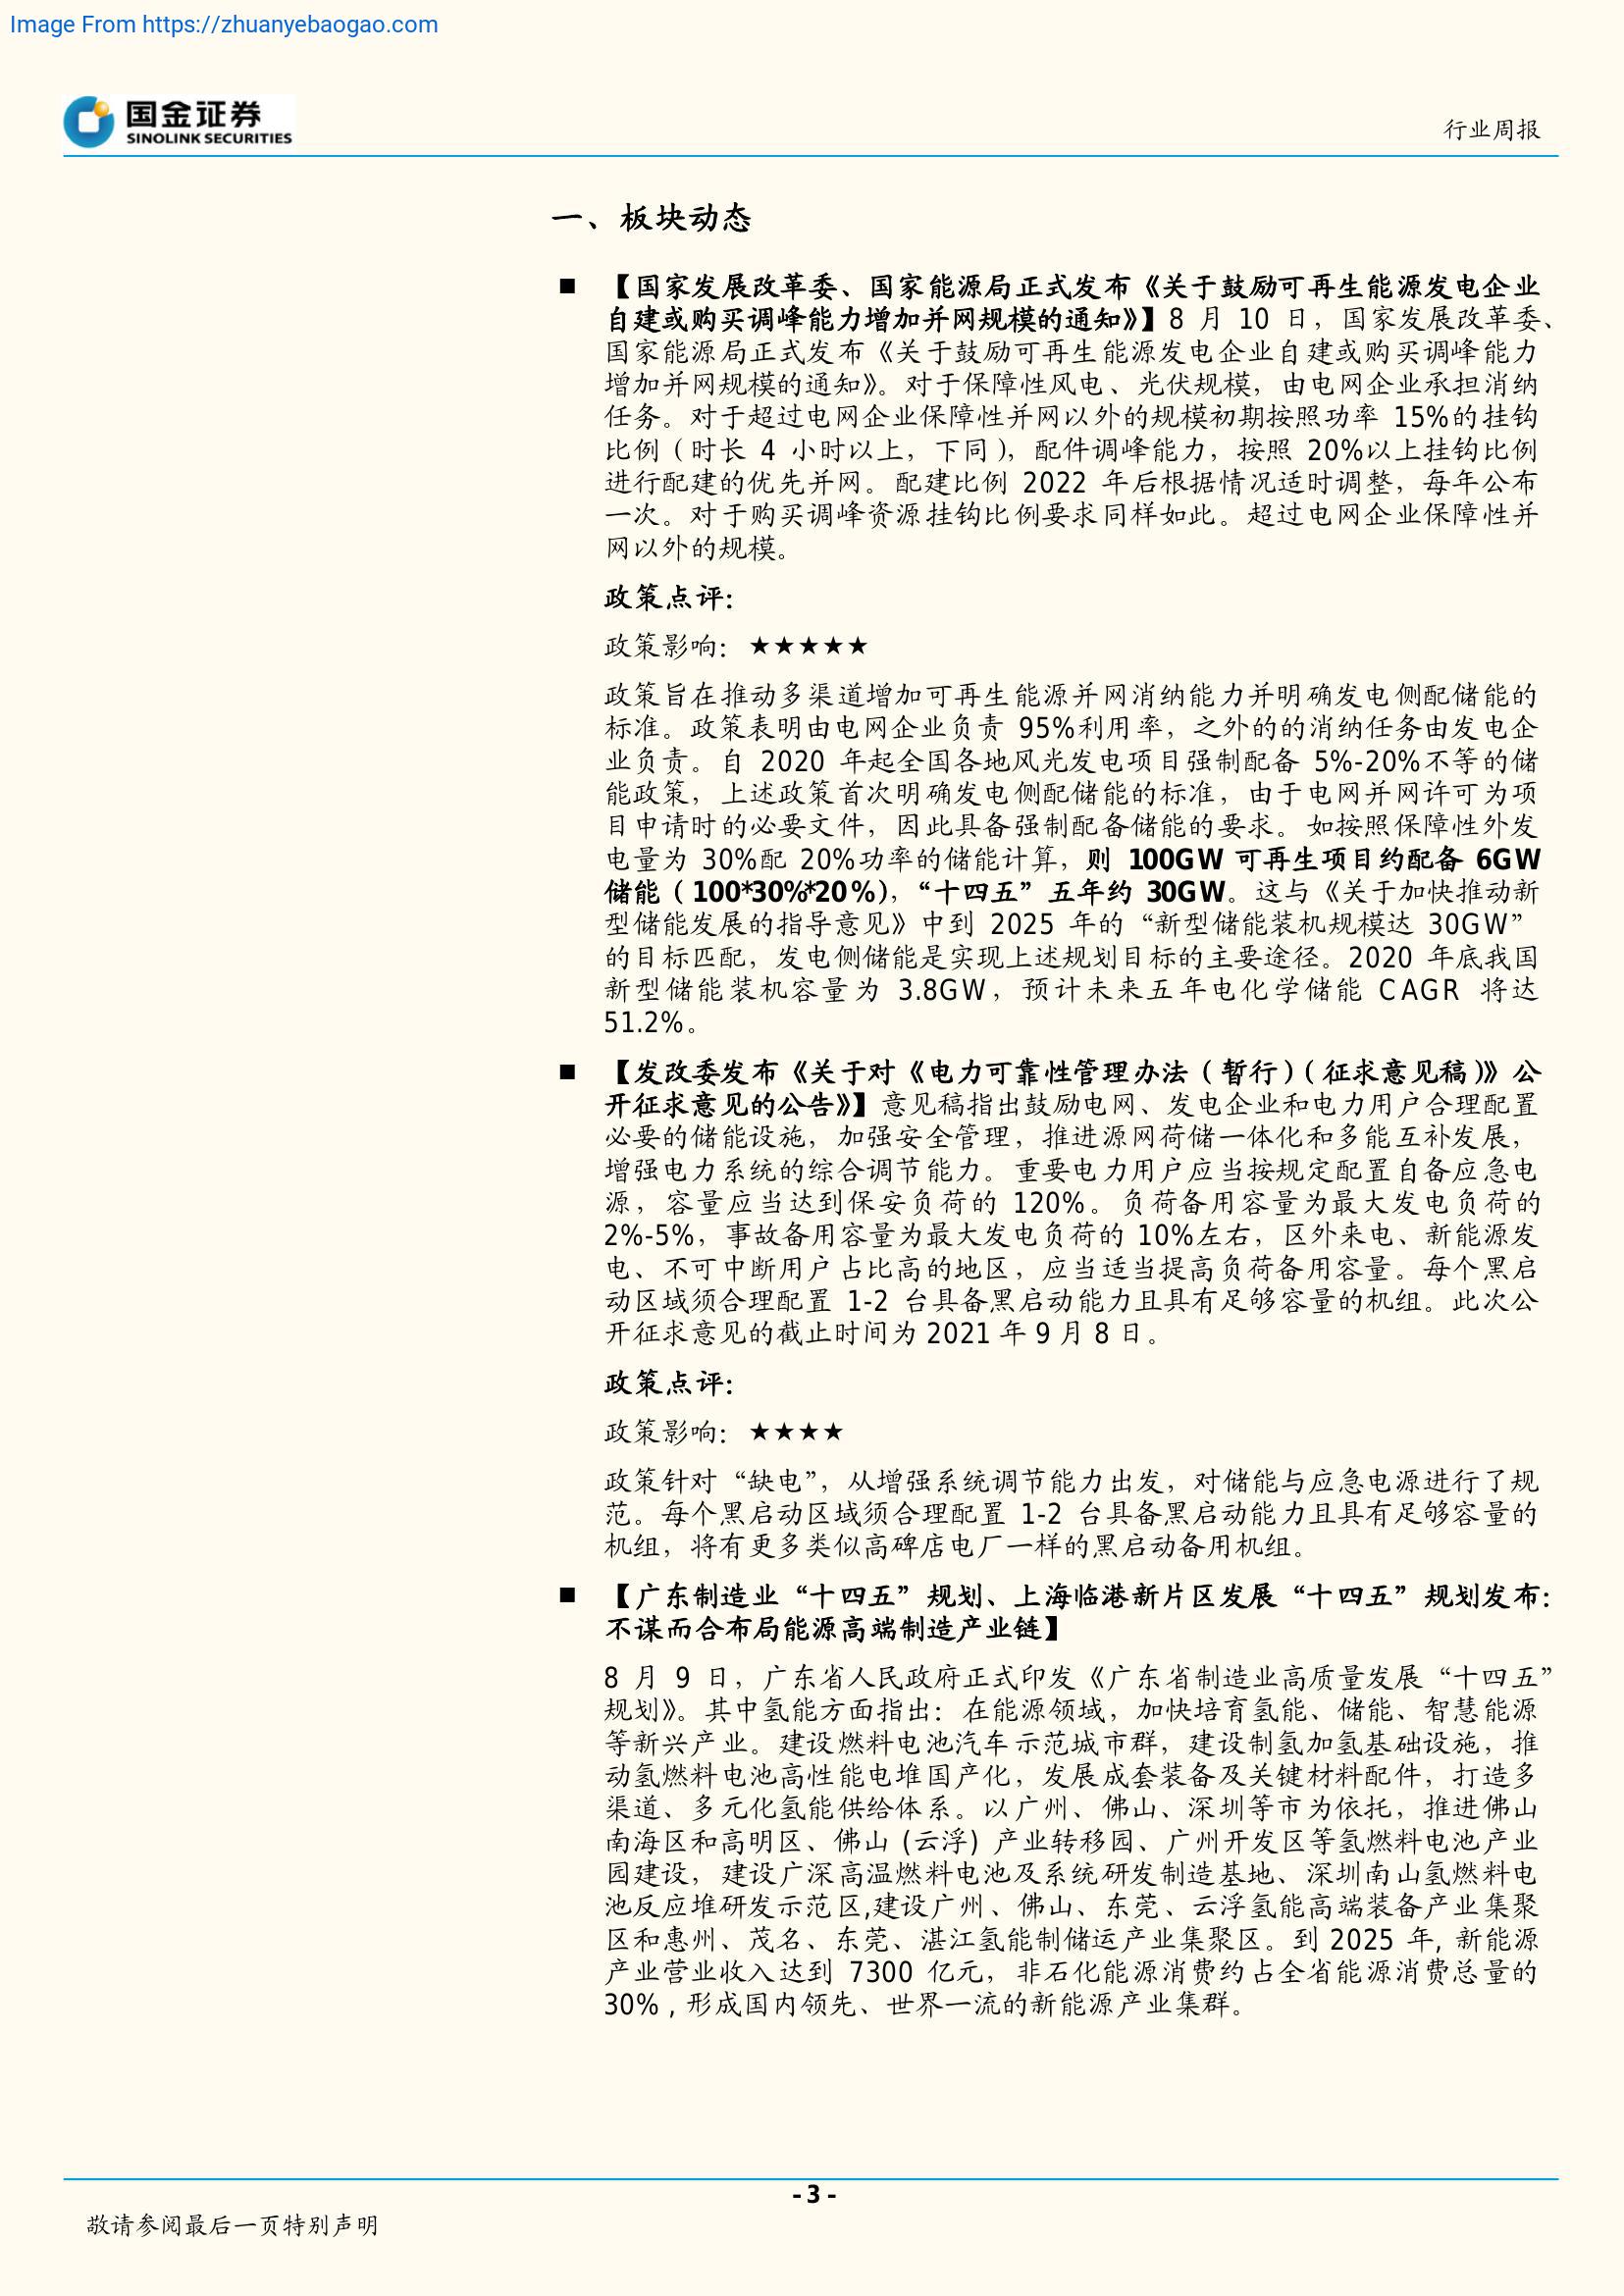 Image From https://zhuanyebaogao.com
国金证券
SINOLINK SECURITIES
行业周报
一、板块动态
■ 【国家发展改革委、国家能源局正式发布《关于鼓励可再生能源发电企业
自建或购买调峰能力增加并网规模的通知》】8 月 10 日，国家发展改革委、
国家能源局正式发布《关于鼓励可再生能源发电企业自建或购买调峰能力
增加并网规模的通知》。对于保障性风电、光伏规模，由电网企业承担消纳
任务。对于超过电网企业保障性并网以外的规模初期按照功率 15%的挂钩
比例（时长 4 小时以上，下同），配件调峰能力，按照 20%以上挂钩比例
进行配建的优先并网。配建比例 2022 年后根据情况适时调整，每年公布
一次。对于购买调峰资源挂钩比例要求同样如此。超过电网企业保障性并
网以外的规模。
政策点评：
政策影响：★★★★★
政策旨在推动多渠道增加可再生能源并网消纳能力并明确发电侧配储能的
标准。政策表明由电网企业负责 95%利用率，之外的的消纳任务由发电企
业负责。自 2020 年起全国各地风光发电项目强制配备 5%-20%不等的储
能政策，上述政策首次明确发电侧配储能的标准，由于电网并网许可为项
目申请时的必要文件，因此具备强制配备储能的要求。如按照保障性外发
电量为 30%配 20%功率的储能计算，则 100GW 可再生项目约配备 6GW
储能（100*30%*20%），“十四五”五年约 30GW。这与《关于加快推动新
型储能发展的指导意见》中到 2025 年的“新型储能装机规模达 30GW”
的目标匹配，发电侧储能是实现上述规划目标的主要途径。2020 年底我国
新型储能装机容量为 3.8GW，预计未来五年电化学储能 CAGR 将达
51.2%。
■ 【发改委发布《关于对《电力可靠性管理办法（暂行）（征求意见稿）》公
开征求意见的公告》】意见稿指出鼓励电网、发电企业和电力用户合理配置
必要的储能设施，加强安全管理，推进源网荷储一体化和多能互补发展，
增强电力系统的综合调节能力。重要电力用户应当按规定配置自备应急电
源，容量应当达到保安负荷的 120%。负荷备用容量为最大发电负荷的
2%-5%，事故备用容量为最大发电负荷的 10%左右，区外来电、新能源发
电、不可中断用户占比高的地区，应当适当提高负荷备用容量。每个黑启
动区域须合理配置 1-2 台具备黑启动能力且具有足够容量的机组。此次公
开征求意见的截止时间为 2021 年 9 月 8 日。
政策点评：
政策影响：★★★★
政策针对“缺电”，从增强系统调节能力出发，对储能与应急电源进行了规
范。每个黑启动区域须合理配置 1-2 台具备黑启动能力且具有足够容量的
机组，将有更多类似高碑店电厂一样的黑启动备用机组。
■ 【广东制造业“十四五”规划、上海临港新片区发展“十四五”规划发布：
不谋而合布局能源高端制造产业链】
8 月 9 日，广东省人民政府正式印发《广东省制造业高质量发展“十四五”
规划》。其中氢能方面指出：在能源领域，加快培育氢能、储能、智慧能源
等新兴产业。建设燃料电池汽车示范城市群，建设制氢加氢基础设施，推
动氢燃料电池高性能电堆国产化，发展成套装备及关键材料配件，打造多
渠道、多元化氢能供给体系。以广州、佛山、深圳等市为依托，推进佛山
南海区和高明区、佛山 (云浮) 产业转移园、广州开发区等氢燃料电池产业
园建设，建设广深高温燃料电池及系统研发制造基地、深圳南山氢燃料电
池反应堆研发示范区,建设广州、佛山、东莞、云浮氢能高端装备产业集聚
区和惠州、茂名、东莞、湛江氢能制储运产业集聚区。到 2025 年, 新能源
产业营业收入达到 7300 亿元，非石化能源消费约占全省能源消费总量的
30% , 形成国内领先、世界一流的新能源产业集群。
- 3 -
敬请参阅最后一页特别声明